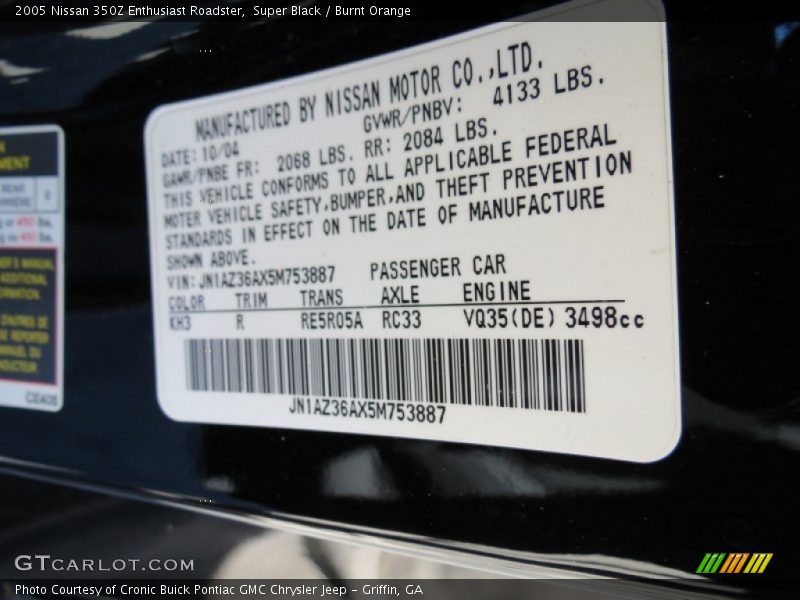 2005 Nissan 350Z Enthusiast Roadster,  Super Black / Burnt Orange
MANUFACTURED BY NISSAN MOTOR CO.,LTD.
DATE: 10/04 GVWR/PNBV: 4133 LBS.
GAWR/PNBE FR: 2068 LBS. RR: 2084 LBS.
THIS VEHICLE CONFORMS TO ALL APPLICABLE FEDERAL
MOTER VEHICLE SAFETY,BUMPER,AND THEFT PREVENTION
STANDARDS IN EFFECT ON THE DATE OF MANUFACTURE
SHOWN ABOVE.
VIN: JN1AZ36AX5M753887 PASSENGER CAR
COLOR TRIM TRANS AXLE ENGINE
KH3 R RE5R05A RC33 VQ35(DE) 3498cc
JN1AZ36AX5M753887
REAR
0
CE408
GTCARLOT.COM
Photo Courtesy of Cronic Buick Pontiac GMC Chrysler Jeep – Griffin, GA